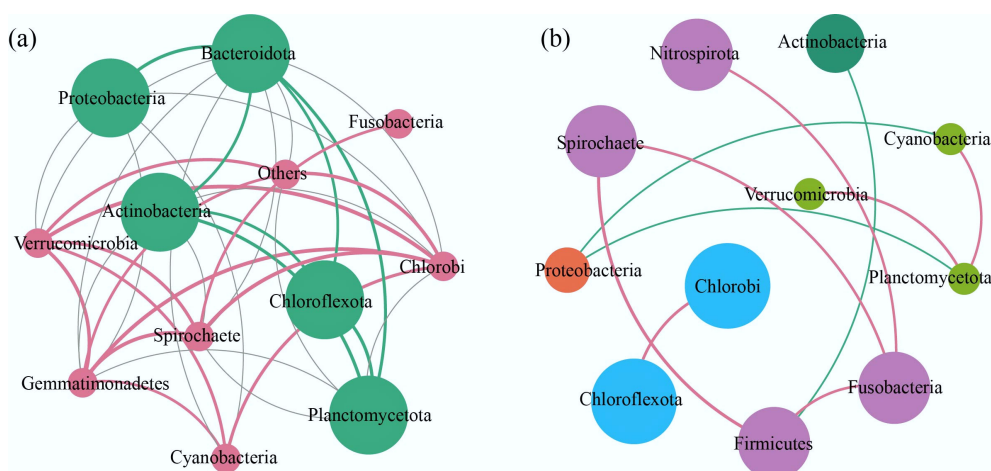 (a)
Bacteroidota
Proteobacteria
Fusobacteria
Others
Actinobacteria
Verrucomicrobia
Chlorobi
Chloroflexota
Spirochaete
Gemmatimonadetes
Planctomycetota
Cyanobacteria
(b)
Actinobacteria
Nitrospirota
Cyanobacteria
Spirochaete
Verrucomicrobia
Proteobacteria
Planctomycetota
Chlorobi
Fusobacteria
Chloroflexota
Firmicutes